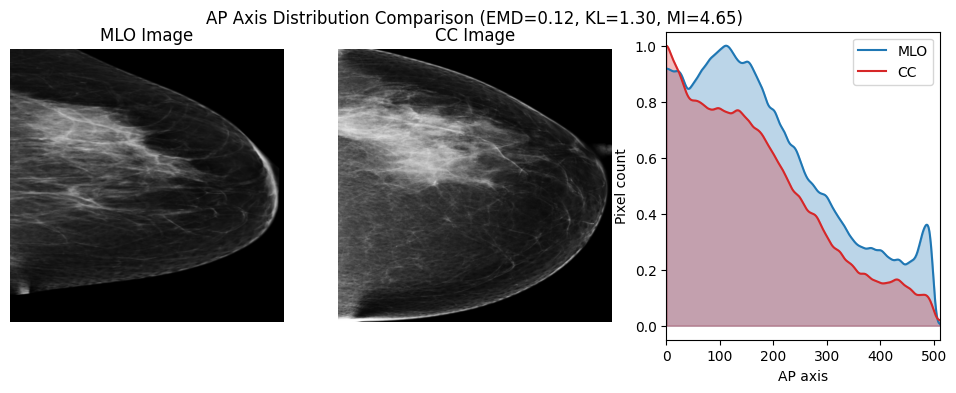 AP Axis Distribution Comparison (EMD=0.12, KL=1.30, MI=4.65)
MLO Image
CC Image
MLO
CC
1.0
0.8
0.6
0.4
0.2
0.0
Pixel count
0
100
200
300
400
500
AP axis